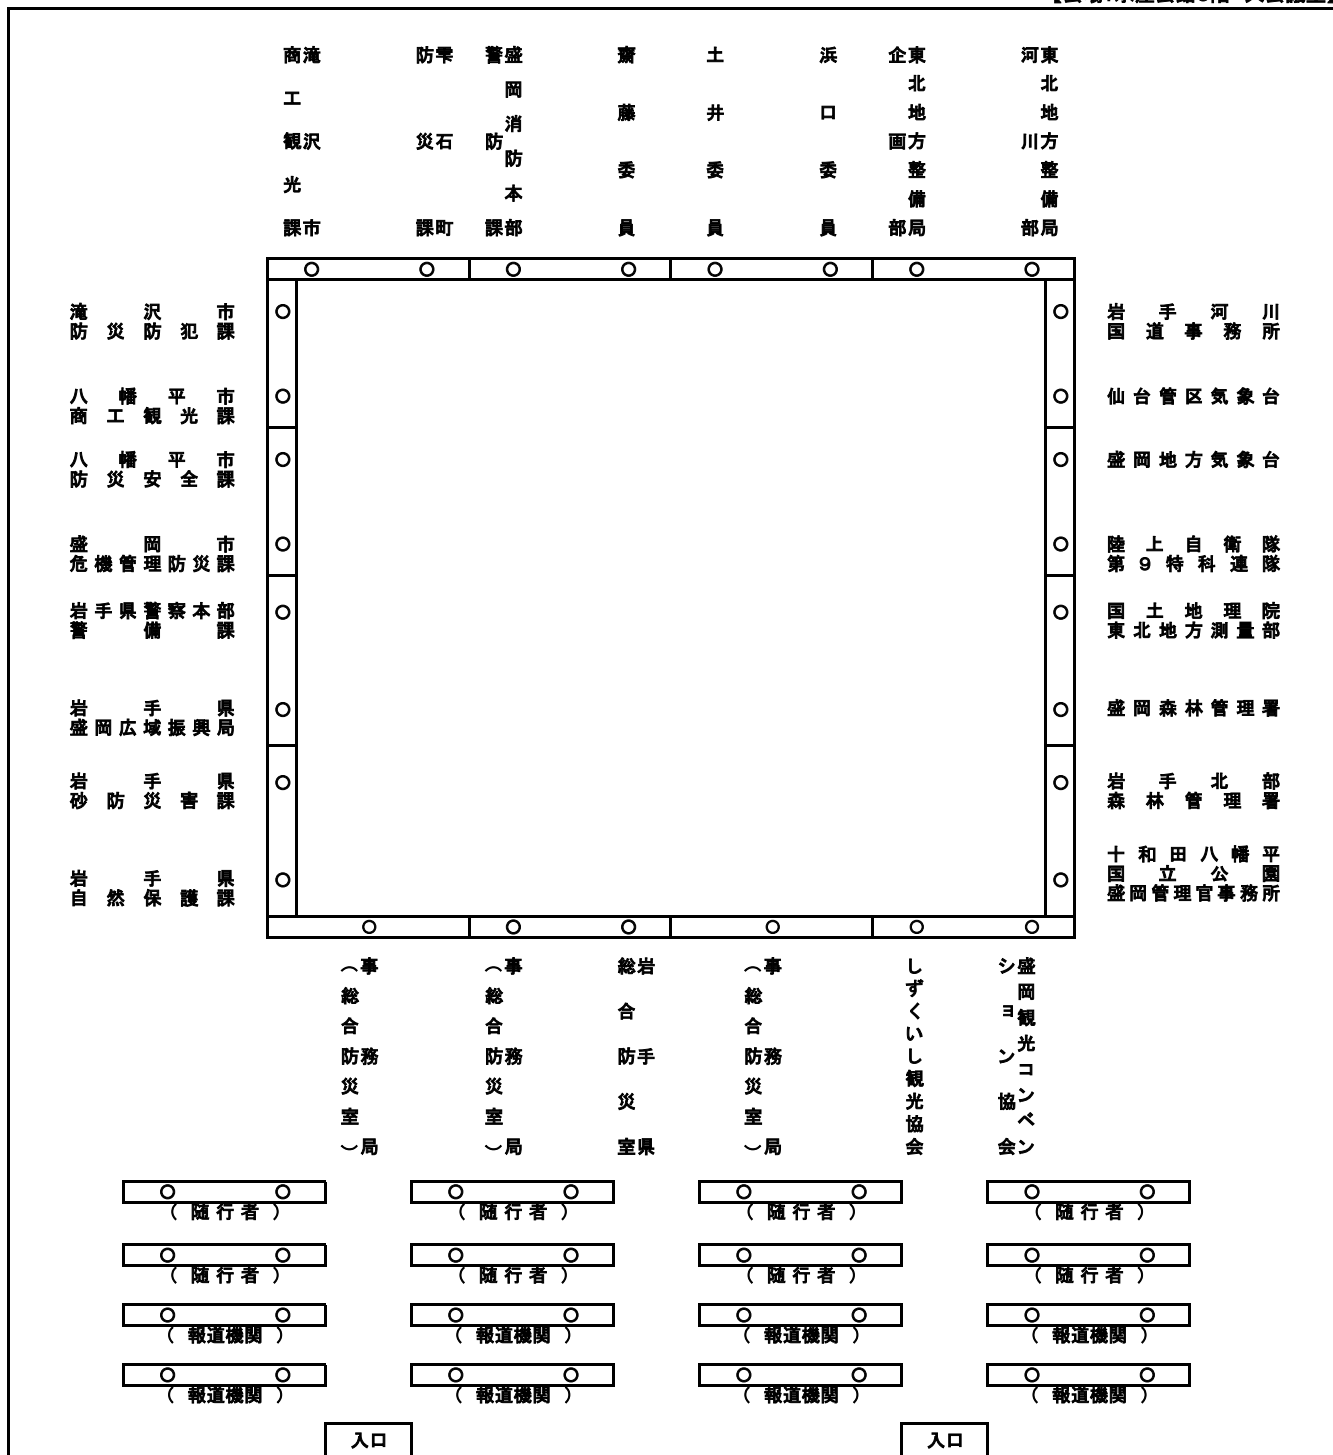 滝沢市
商工観光課
雫石町
防災課
盛岡消防本部
警防課
齋藤委員
土井委員
浜口委員
東北地方整備局
企画部
東北地方整備局
河川部
滝沢市
防災防犯課
八幡平市
商工観光課
八幡平市
防災安全課
盛岡市
危機管理防災課
岩手県警察本部
警備課
岩手県
盛岡広域振興局
岩手県
砂防災害課
岩手県
自然保護課
岩手河川
国道事務所
仙台管区気象台
盛岡地方気象台
陸上自衛隊
第9特科連隊
国土地理院
東北地方測量部
盛岡森林管理署
岩手北部
森林管理署
十和田八幡平
国立公園
盛岡管理官事務所
事務局
(総合防災室)
事務局
(総合防災室)
岩手県
総合防災室
事務局
(総合防災室)
しずくいし観光協会
盛岡観光コンベン
ション協会
(随行者) (随行者) (随行者) (随行者)
(随行者) (随行者) (随行者) (随行者)
(報道機関) (報道機関) (報道機関) (報道機関)
(報道機関) (報道機関) (報道機関) (報道機関)
入口 入口